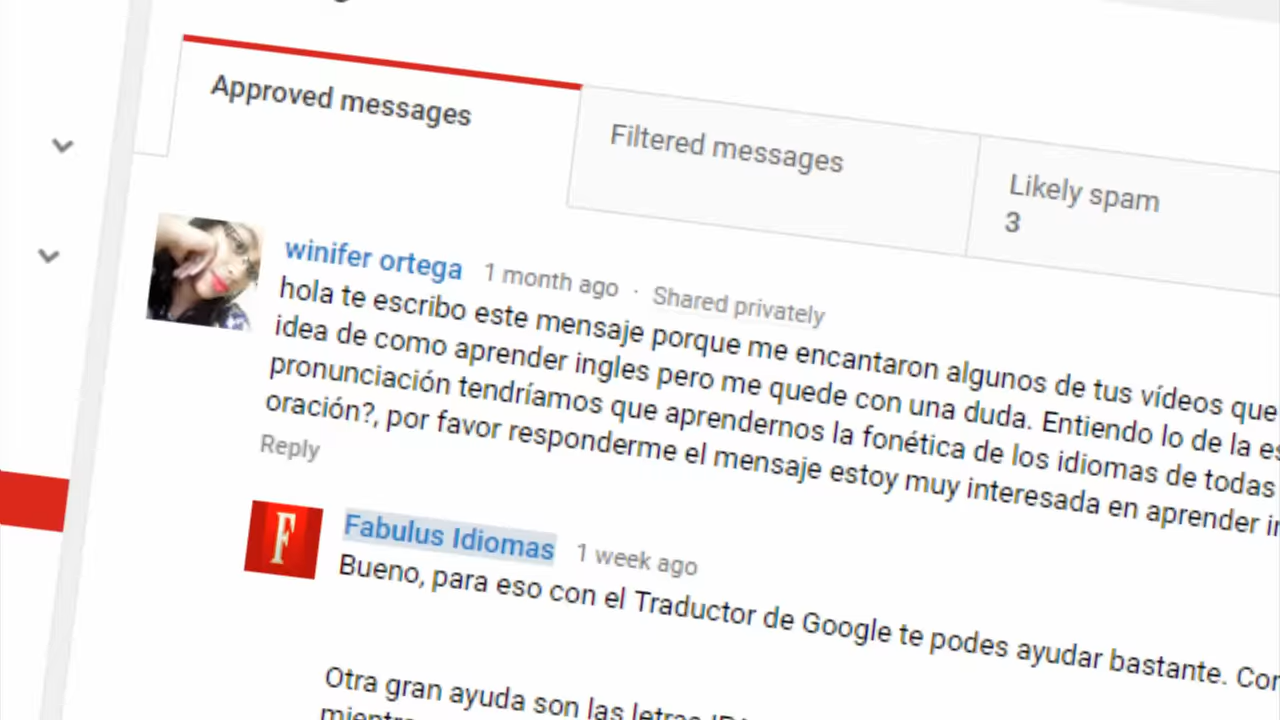 Approved messages
Filtered messages
Likely spam
3
winifer ortega 1 month ago · Shared privately
hola te escribo este mensaje porque me encantaron algunos de tus vídeos que
idea de como aprender ingles pero me quede con una duda. Entiendo lo de la
pronunciación tendríamos que aprendernos la fonética de los idiomas de todas
oración?, por favor responderme el mensaje estoy muy interesada en aprender
Reply
F
Fabulus Idiomas 1 week ago
Bueno, para eso con el Traductor de Google te podes ayudar bastante.
Otra gran ayuda son las letras